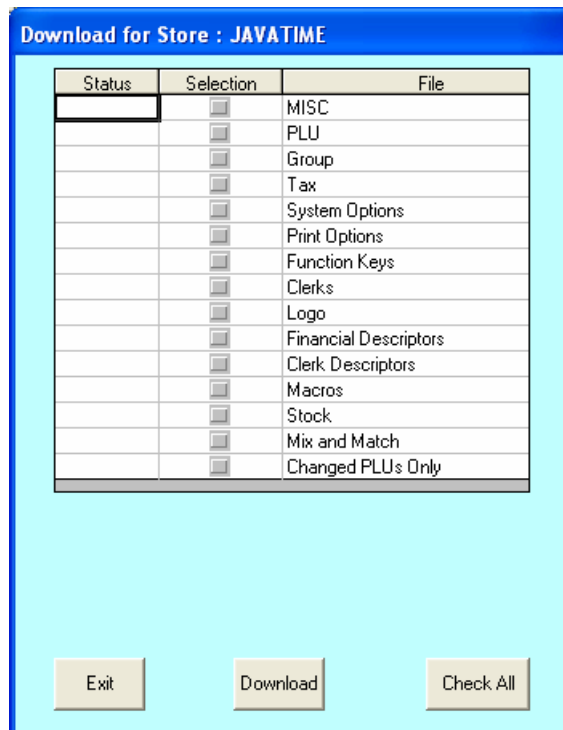 Download for Store : JAVATIME
Status Selection File
MISC
PLU
Group
Tax
System Options
Print Options
Function Keys
Clerks
Logo
Financial Descriptors
Clerk Descriptors
Macros
Stock
Mix and Match
Changed PLUs Only
Exit Download Check All